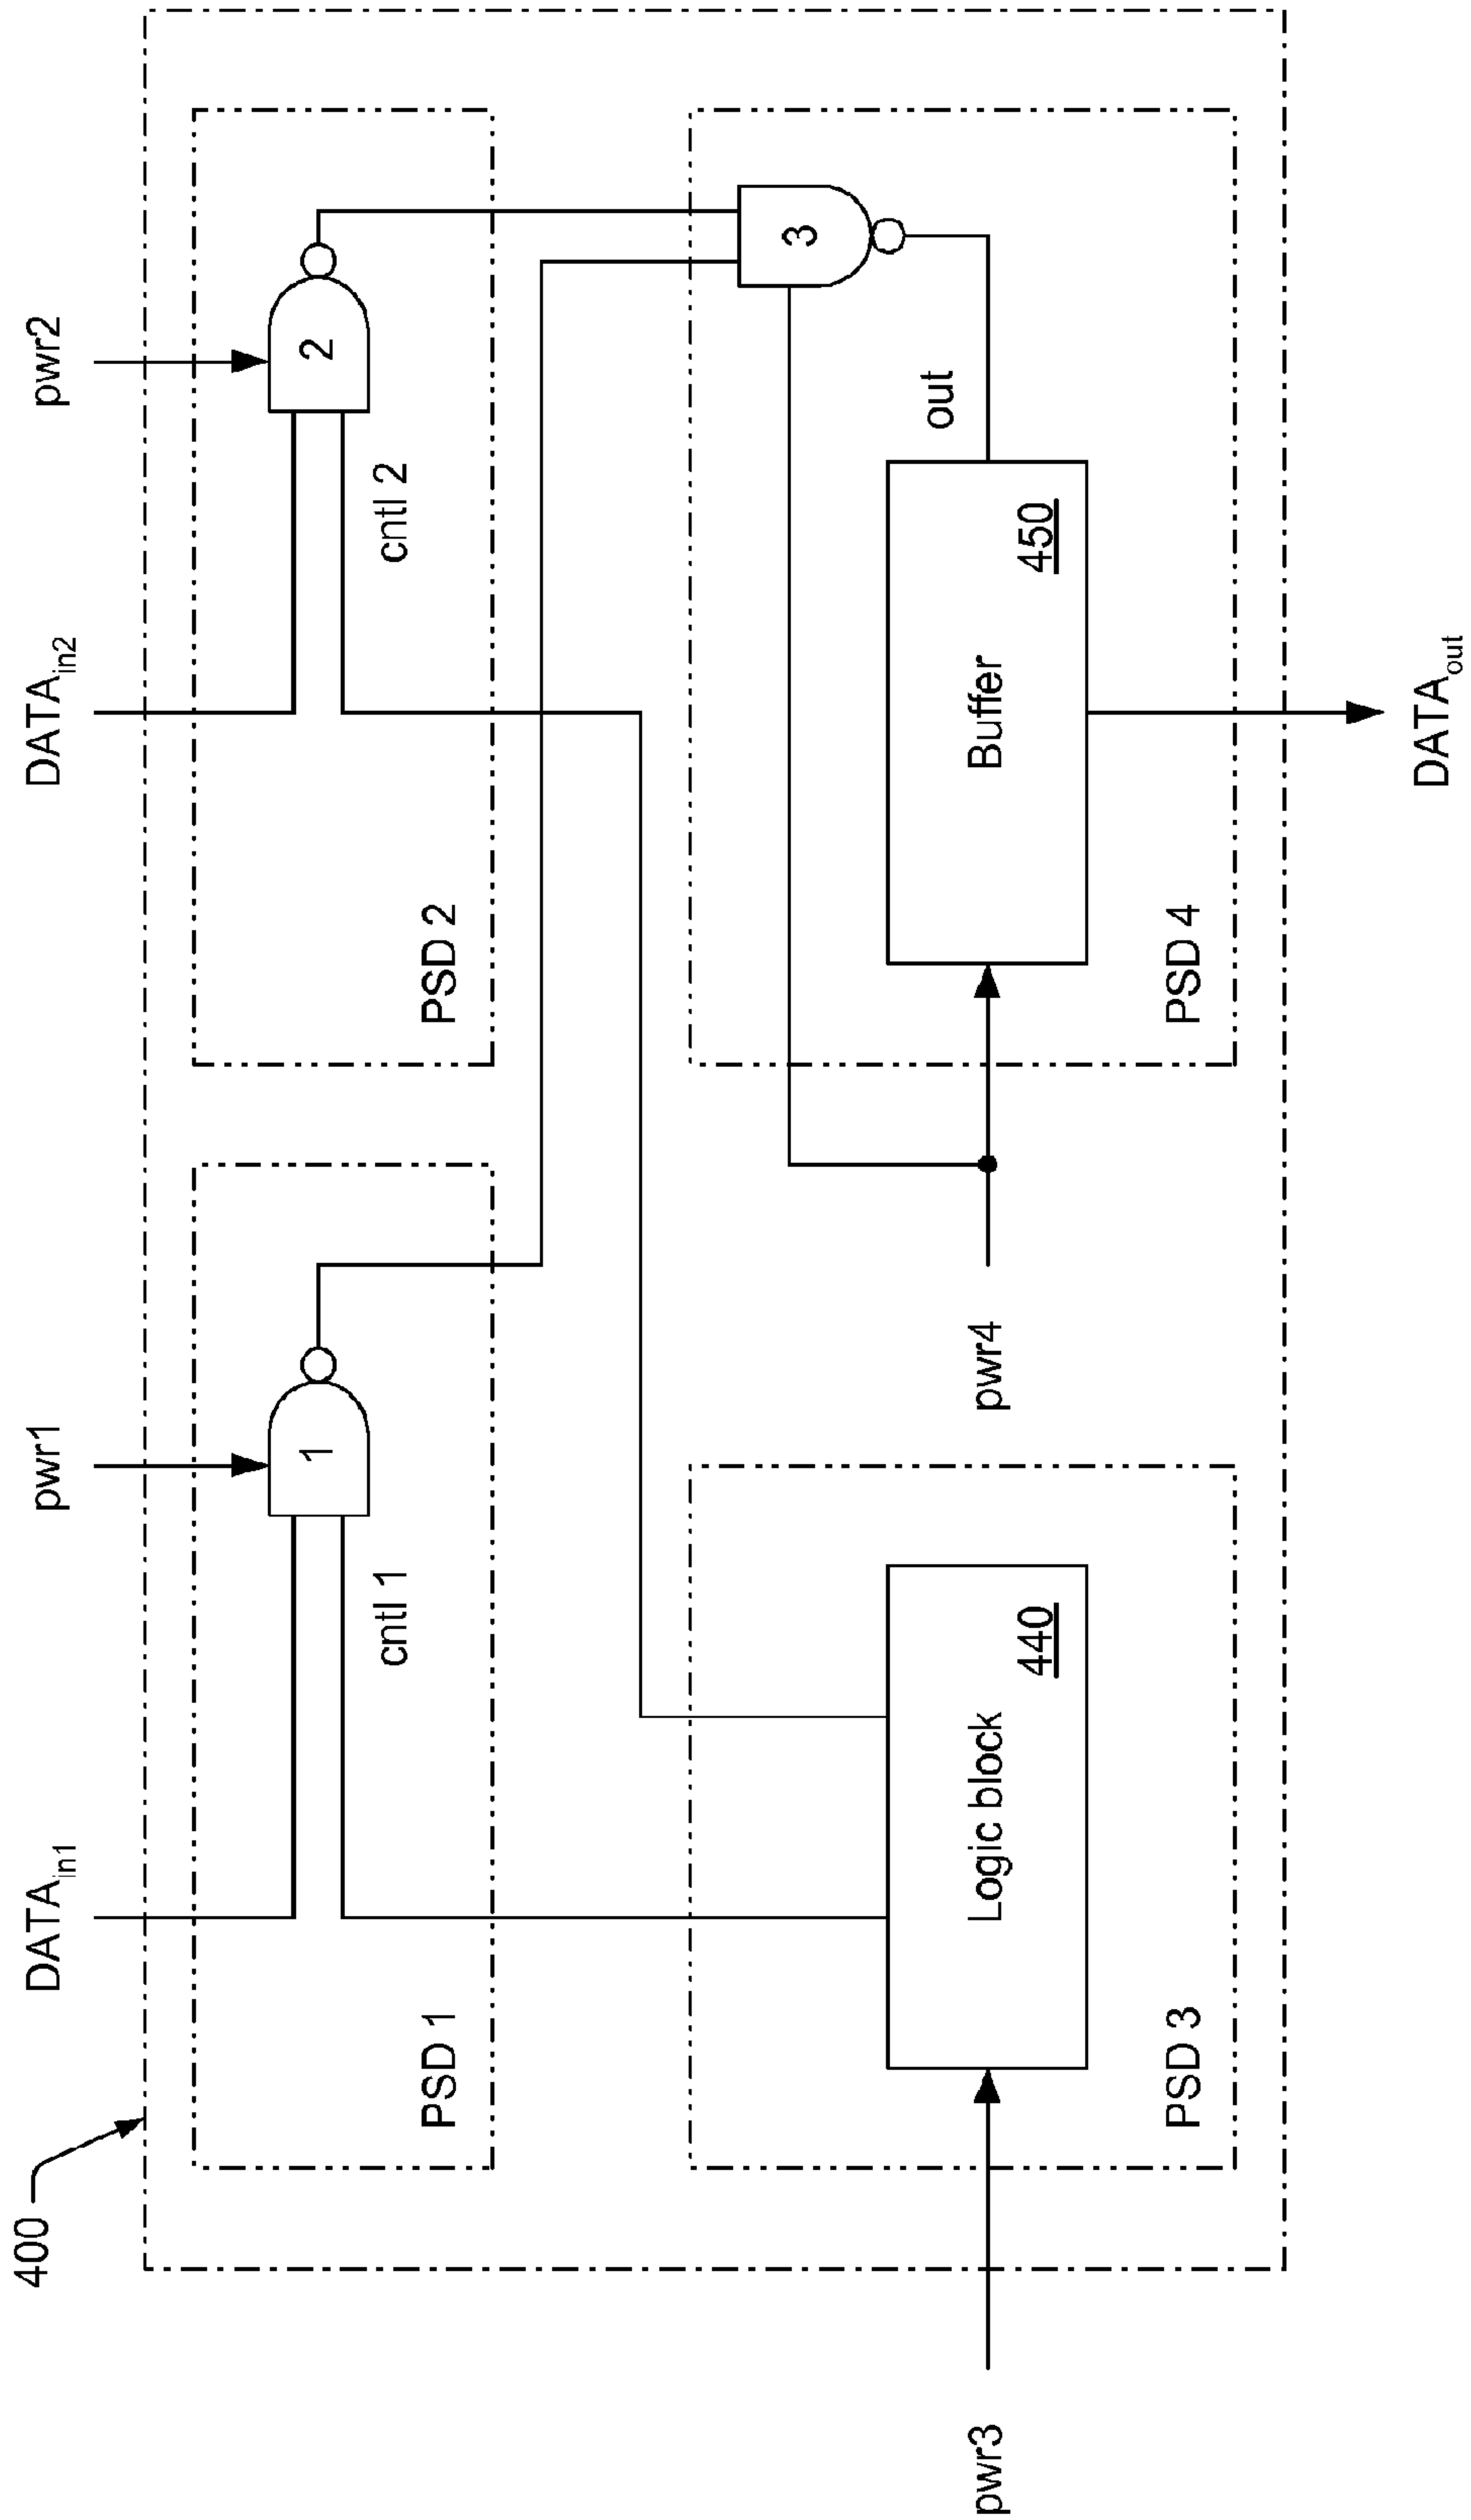 400
DATAin1
pwr1
DATAin2
pwr2
1
2
cntl 1
cntl 2
PSD 1
PSD 2
3
out
pwr3
Logic block
pwr4
Buffer
440
450
PSD 3
PSD 4
DATAout